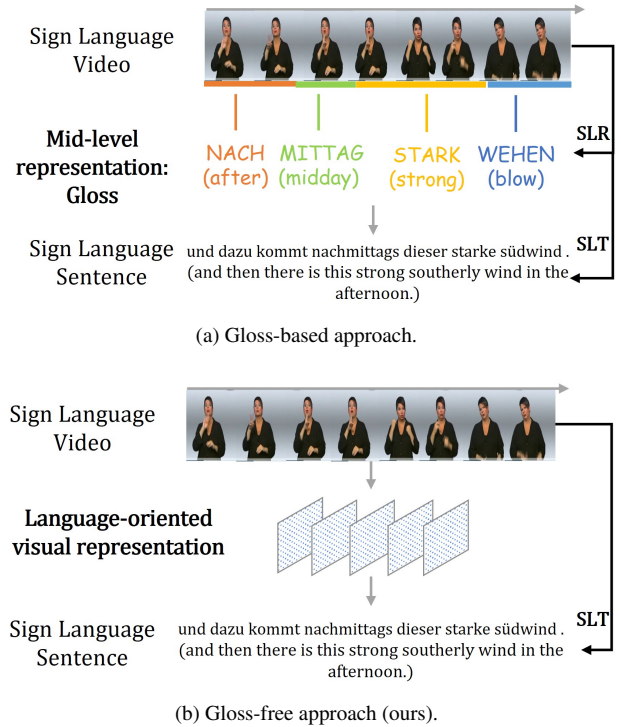 Sign Language
Video
SLR
Mid-level
representation:
Gloss
NACH MITTAG STARK WEHEN
(after) (midday) (strong) (blow)
SLT
Sign Language
Sentence
und dazu kommt nachmittags dieser starke südwind .
(and then there is this strong southerly wind in the
afternoon.)
(a) Gloss-based approach.
Sign Language
Video
Language-oriented
visual representation
SLT
Sign Language
Sentence
und dazu kommt nachmittags dieser starke südwind .
(and then there is this strong southerly wind in the
afternoon.)
(b) Gloss-free approach (ours).